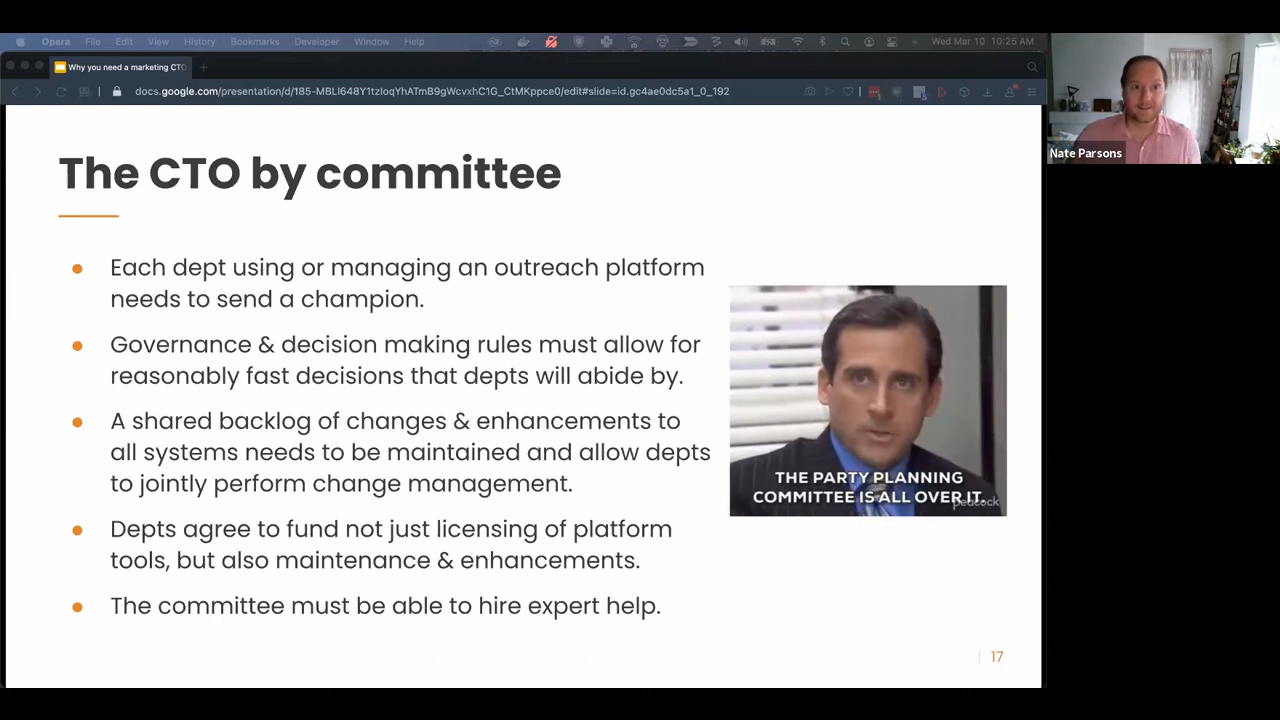 Opera File Edit View History Bookmarks Developer Window Help Wed Mar 10 10:25 AM
Why you need a marketing CTO
docs.google.com/presentation/d/185-MBLl648Y1tzloqYhATmB9gWcvxhC1G_CtMKppce0/edit#slide=id.gc4ae0dc5a1_0_192
Nate Parsons
The CTO by committee
Each dept using or managing an outreach platform
needs to send a champion.
Governance & decision making rules must allow for
reasonably fast decisions that depts will abide by.
A shared backlog of changes & enhancements to
all systems needs to be maintained and allow depts
to jointly perform change management.
Depts agree to fund not just licensing of platform
tools, but also maintenance & enhancements.
The committee must be able to hire expert help.
THE PARTY PLANNING
COMMITTEE IS ALL OVER IT.
peacock
17